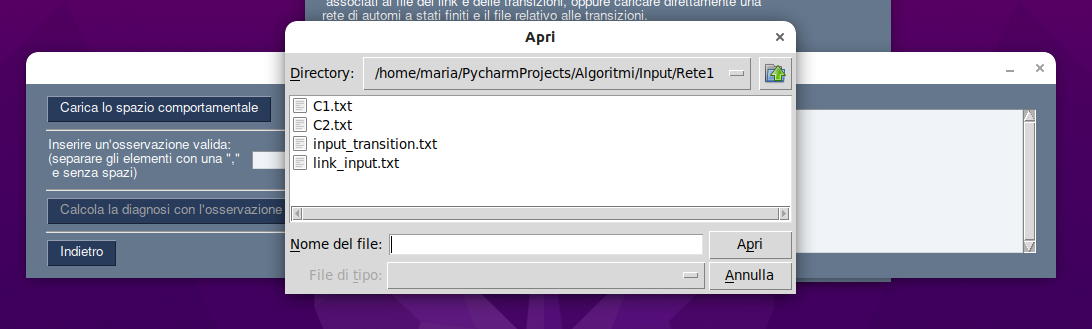 associati ai file dei link e delle transizioni, oppure caricare direttamente una
rete di automi a stati finiti e il file relativo alle transizioni.
Apri
Directory: /home/maria/PycharmProjects/Algoritmi/Input/Rete1
C1.txt
C2.txt
input_transition.txt
link_input.txt
Nome del file: Apri
File di tipo: Annulla
Carica lo spazio comportamentale
Inserire un'osservazione valida:
(separare gli elementi con una ","
e senza spazi)
Calcola la diagnosi con l'osservazione
Indietro